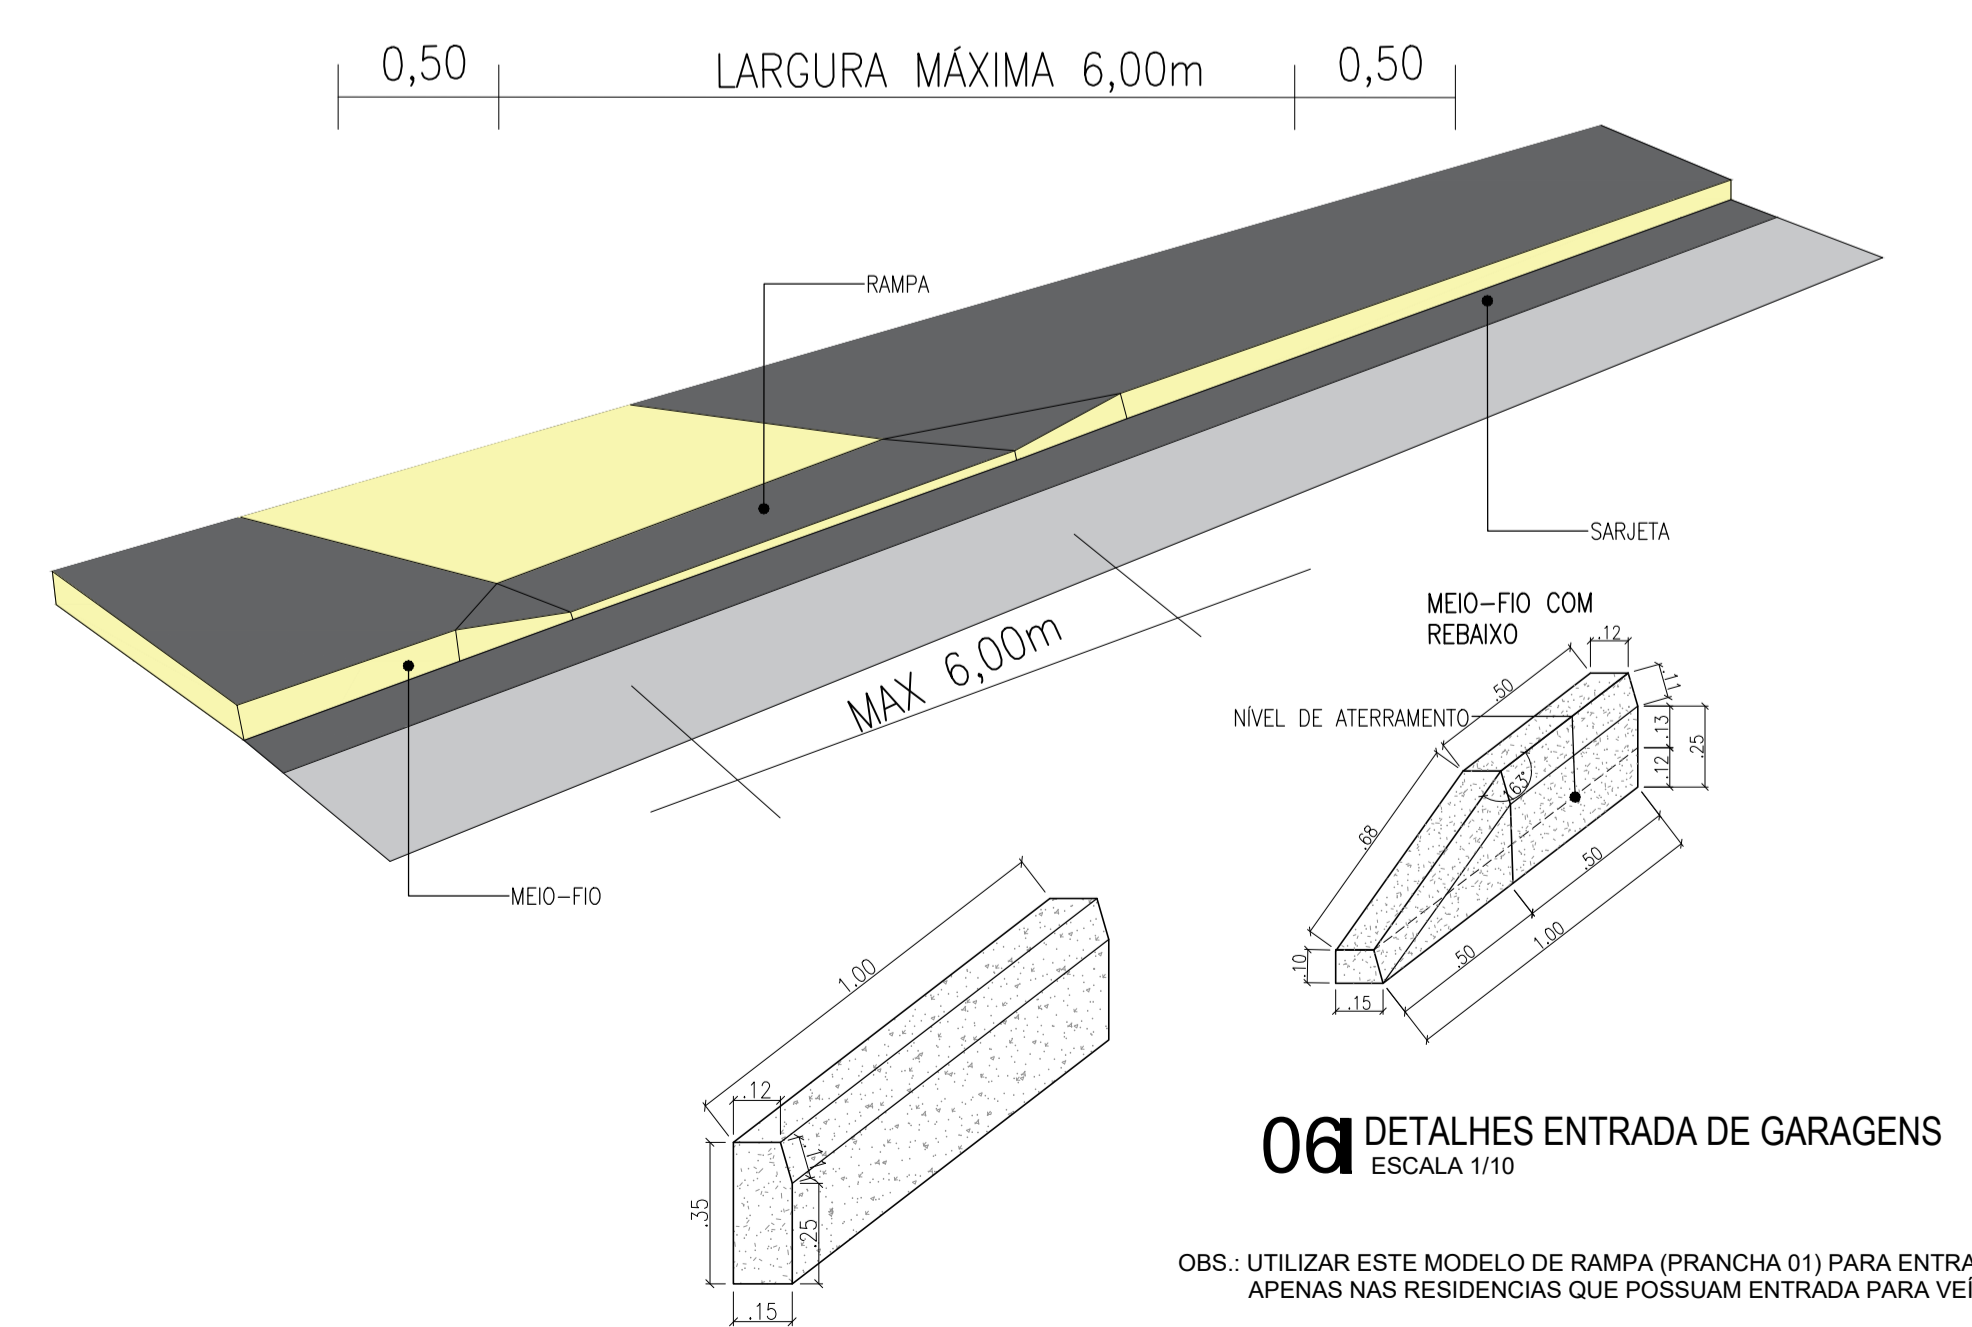 0,50
LARGURA MÁXIMA 6,00m
0,50
RAMPA
SARJETA
MAX 6,00m
MEIO-FIO
MEIO-FIO COM
REBAIXO
.12
.11
.50
NÍVEL DE ATERRAMENTO
.13
.25
.12
63°
.68
.50
.10
.50
1.00
.15
1.00
.12
.11
.35
.25
.15
06 DETALHES ENTRADA DE GARAGENS
ESCALA 1/10
OBS.: UTILIZAR ESTE MODELO DE RAMPA (PRANCHA 01) PARA
APENAS NAS RESIDENCIAS QUE POSSUAM ENTRADA PARA